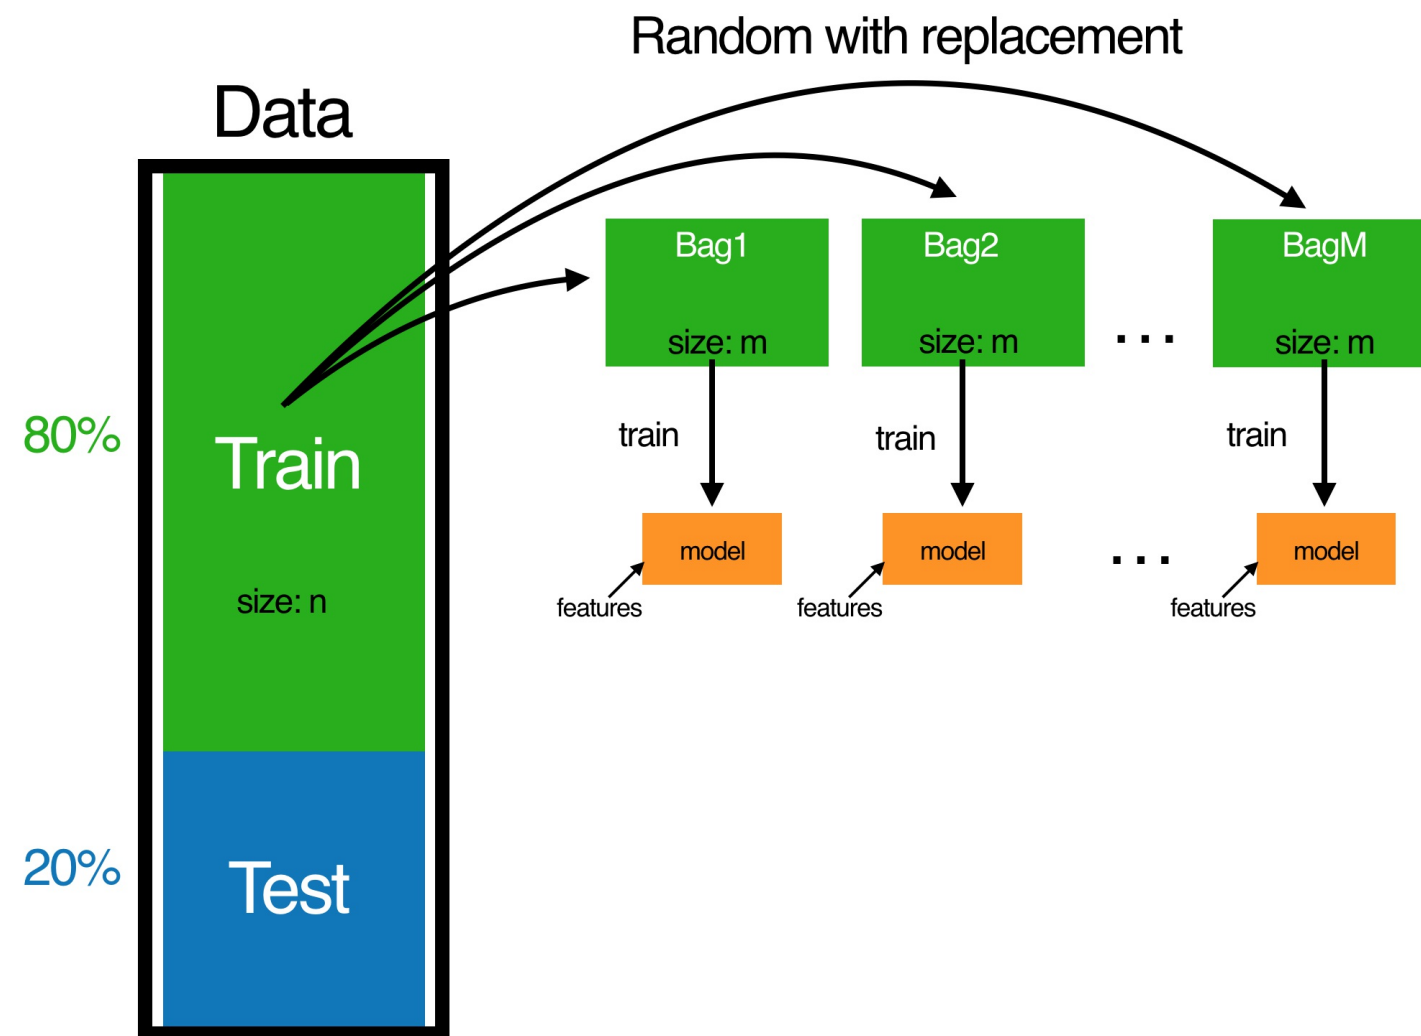 Random with replacement
Data
Bag1
Bag2
BagM
size: m
size: m
. . .
size: m
80%
Train
train
train
train
size: n
model
model
. . .
model
features
features
features
20%
Test